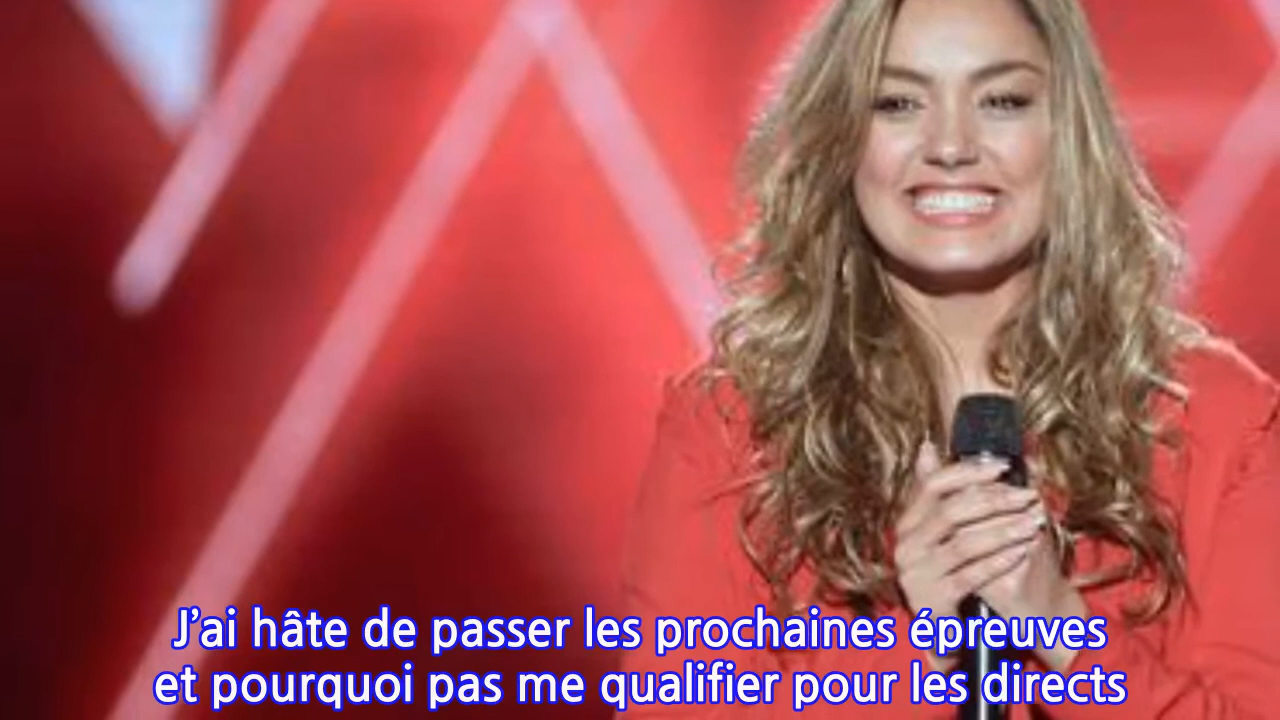 J’ai hâte de passer les prochaines épreuves
et pourquoi pas me qualifier pour les directs